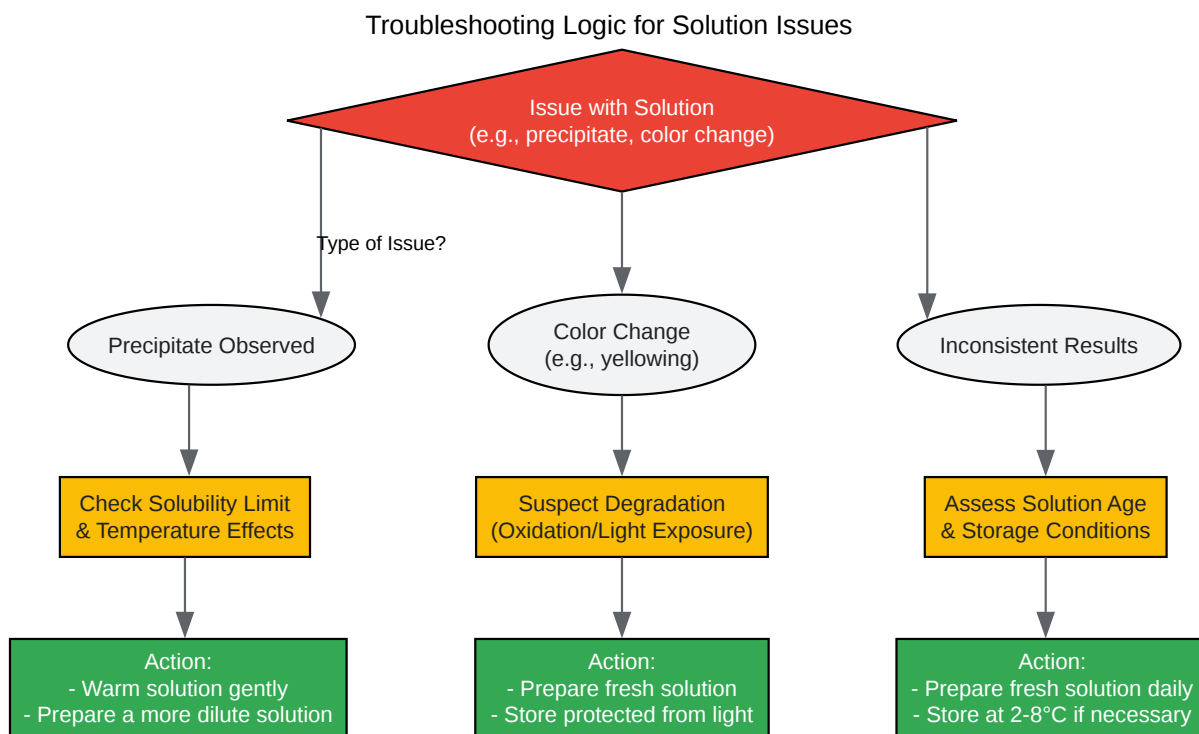 Troubleshooting Logic for Solution Issues
Issue with Solution
(e.g., precipitate, color change)
Type of Issue?
Precipitate Observed
Color Change
(e.g., yellowing)
Inconsistent Results
Check Solubility Limit
& Temperature Effects
Suspect Degradation
(Oxidation/Light Exposure)
Assess Solution Age
& Storage Conditions
Action:
- Warm solution gently
- Prepare a more dilute solution
Action:
- Prepare fresh solution
- Store protected from light
Action:
- Prepare fresh solution daily
- Store at 2-8°C if necessary